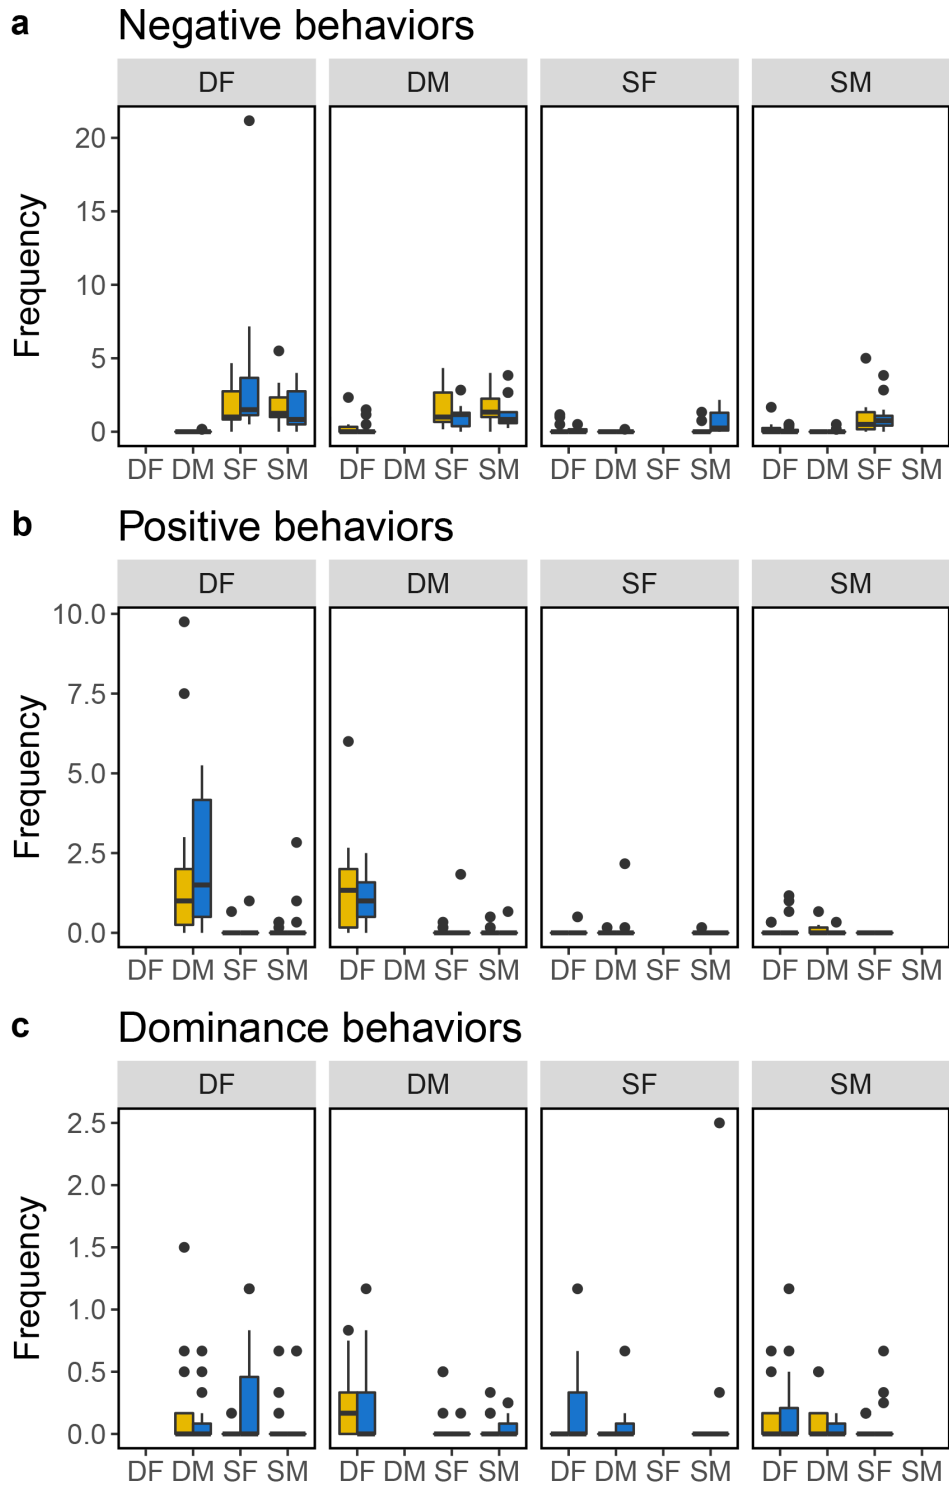 a Negative behaviors
DF DM SF SM
Frequency
20
15
10
5
0
DF DM SF SM DF DM SF SM DF DM SF SM DF DM SF SM
b Positive behaviors
DF DM SF SM
Frequency
10.0
7.5
5.0
2.5
0.0
DF DM SF SM DF DM SF SM DF DM SF SM DF DM SF SM
c Dominance behaviors
DF DM SF SM
Frequency
2.5
2.0
1.5
1.0
0.5
0.0
DF DM SF SM DF DM SF SM DF DM SF SM DF DM SF SM